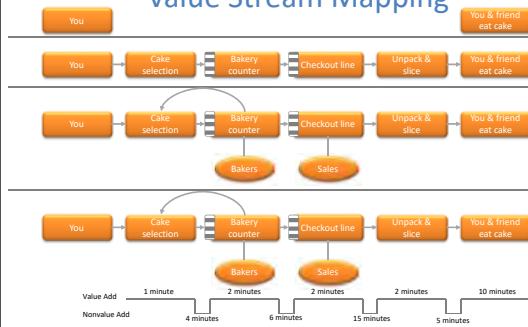 Value Stream Mapping
You
You & friend
eat cake
You
Cake
selection
Bakery
counter
Checkout line
Unpack &
slice
You & friend
eat cake
You
Cake
selection
Bakery
counter
Checkout line
Unpack &
slice
You & friend
eat cake
Bakers
Sales
You
Cake
selection
Bakery
counter
Checkout line
Unpack &
slice
You & friend
eat cake
Bakers
Sales
Value Add
1 minute
2 minutes
2 minutes
2 minutes
10 minutes
Nonvalue Add
4 minutes
6 minutes
15 minutes
5 minutes